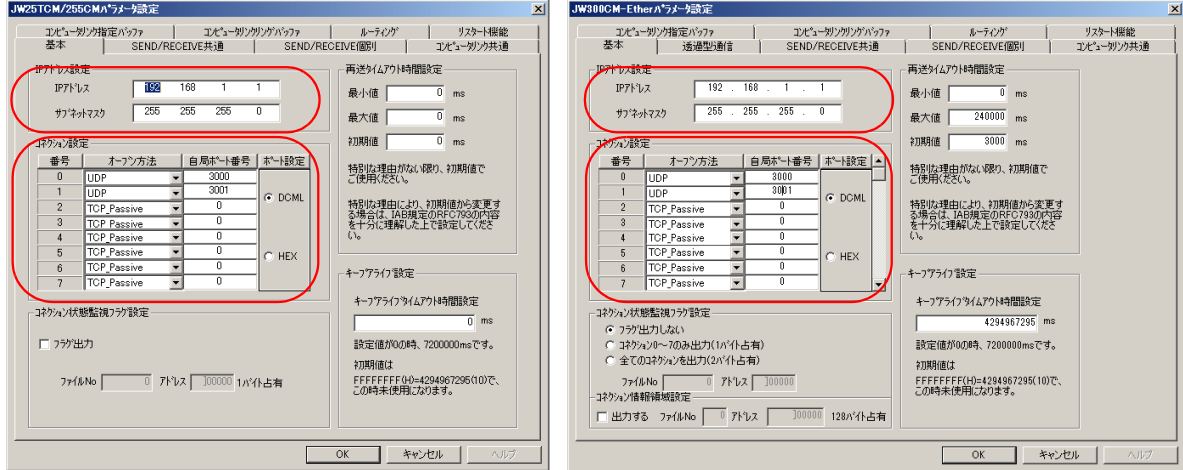 JW25TCM/255CMパラメータ設定
コンピュータリンク指定バッファ
コンピュータリンクリングバッファ
ルーティング
リスタート機能
基本
SEND/RECEIVE共通
SEND/RECEIVE(個別)
コンピュータリンク共通
IPアドレス設定
IPアドレス 192 168 1 1
サブネットマスク 255 255 255 0
コネクション設定
番号 オープン方法 自局ポート番号 ポート設定
0 UDP 3000
1 UDP 3001
2 TCP_Passive 0
3 TCP_Passive 0
4 TCP_Passive 0
5 TCP_Passive 0
6 TCP_Passive 0
7 TCP_Passive 0
DCML
HEX
コネクション状態監視フラグ設定
フラグ出力
ファイルNo 0 アドレス ]00000 1バイト占有
再送タイムアウト時間設定
最小値 0 ms
最大値 0 ms
初期値 0 ms
特別な理由がない限り、初期値で
ご使用ください。
特別な理由により、初期値から変更す
る場合は、IAB規定のRFC793の内容
を十分に理解した上で設定してくださ
い。
キープアライブ設定
キープアライブタイムアウト時間設定
0 ms
設定値が0の時、7200000msです。
初期値は
FFFFFFFF(H)=4294967295(10)で、
この時未使用になります。
OK キャンセル ヘルプ
JW300CM-Etherパラメータ設定
コンピュータリンク指定バッファ
コンピュータリンクリングバッファ
ルーティング
リスタート機能
基本
透過型通信
SEND/RECEIVE共通
SEND/RECEIVE(個別)
コンピュータリンク共通
IPアドレス設定
IPアドレス 192 . 168 . 1 . 1
サブネットマスク 255 . 255 . 255 . 0
コネクション設定
番号 オープン方法 自局ポート番号 ポート設定
0 UDP 3000
1 UDP 3001
2 TCP_Passive 0
3 TCP_Passive 0
4 TCP_Passive 0
5 TCP_Passive 0
6 TCP_Passive 0
7 TCP_Passive 0
DCML
HEX
コネクション状態監視フラグ設定
フラグ出力しない
コネクション0～7のみ出力(1バイト占有)
全てのコネクションを出力(2バイト占有)
ファイルNo 0 アドレス ]00000
コネクション情報領域設定
出力する ファイルNo 0 アドレス ]00000 128バイト占有
再送タイムアウト時間設定
最小値 0 ms
最大値 240000 ms
初期値 3000 ms
特別な理由がない限り、初期値で
ご使用ください。
特別な理由により、初期値から変更す
る場合は、IAB規定のRFC793の内容
を十分に理解した上で設定してくださ
い。
キープアライブ設定
キープアライブタイムアウト時間設定
4294967295 ms
設定値が0の時、7200000msです。
初期値は
FFFFFFFF(H)=4294967295(10)で、
この時未使用になります。
OK キャンセル ヘルプ